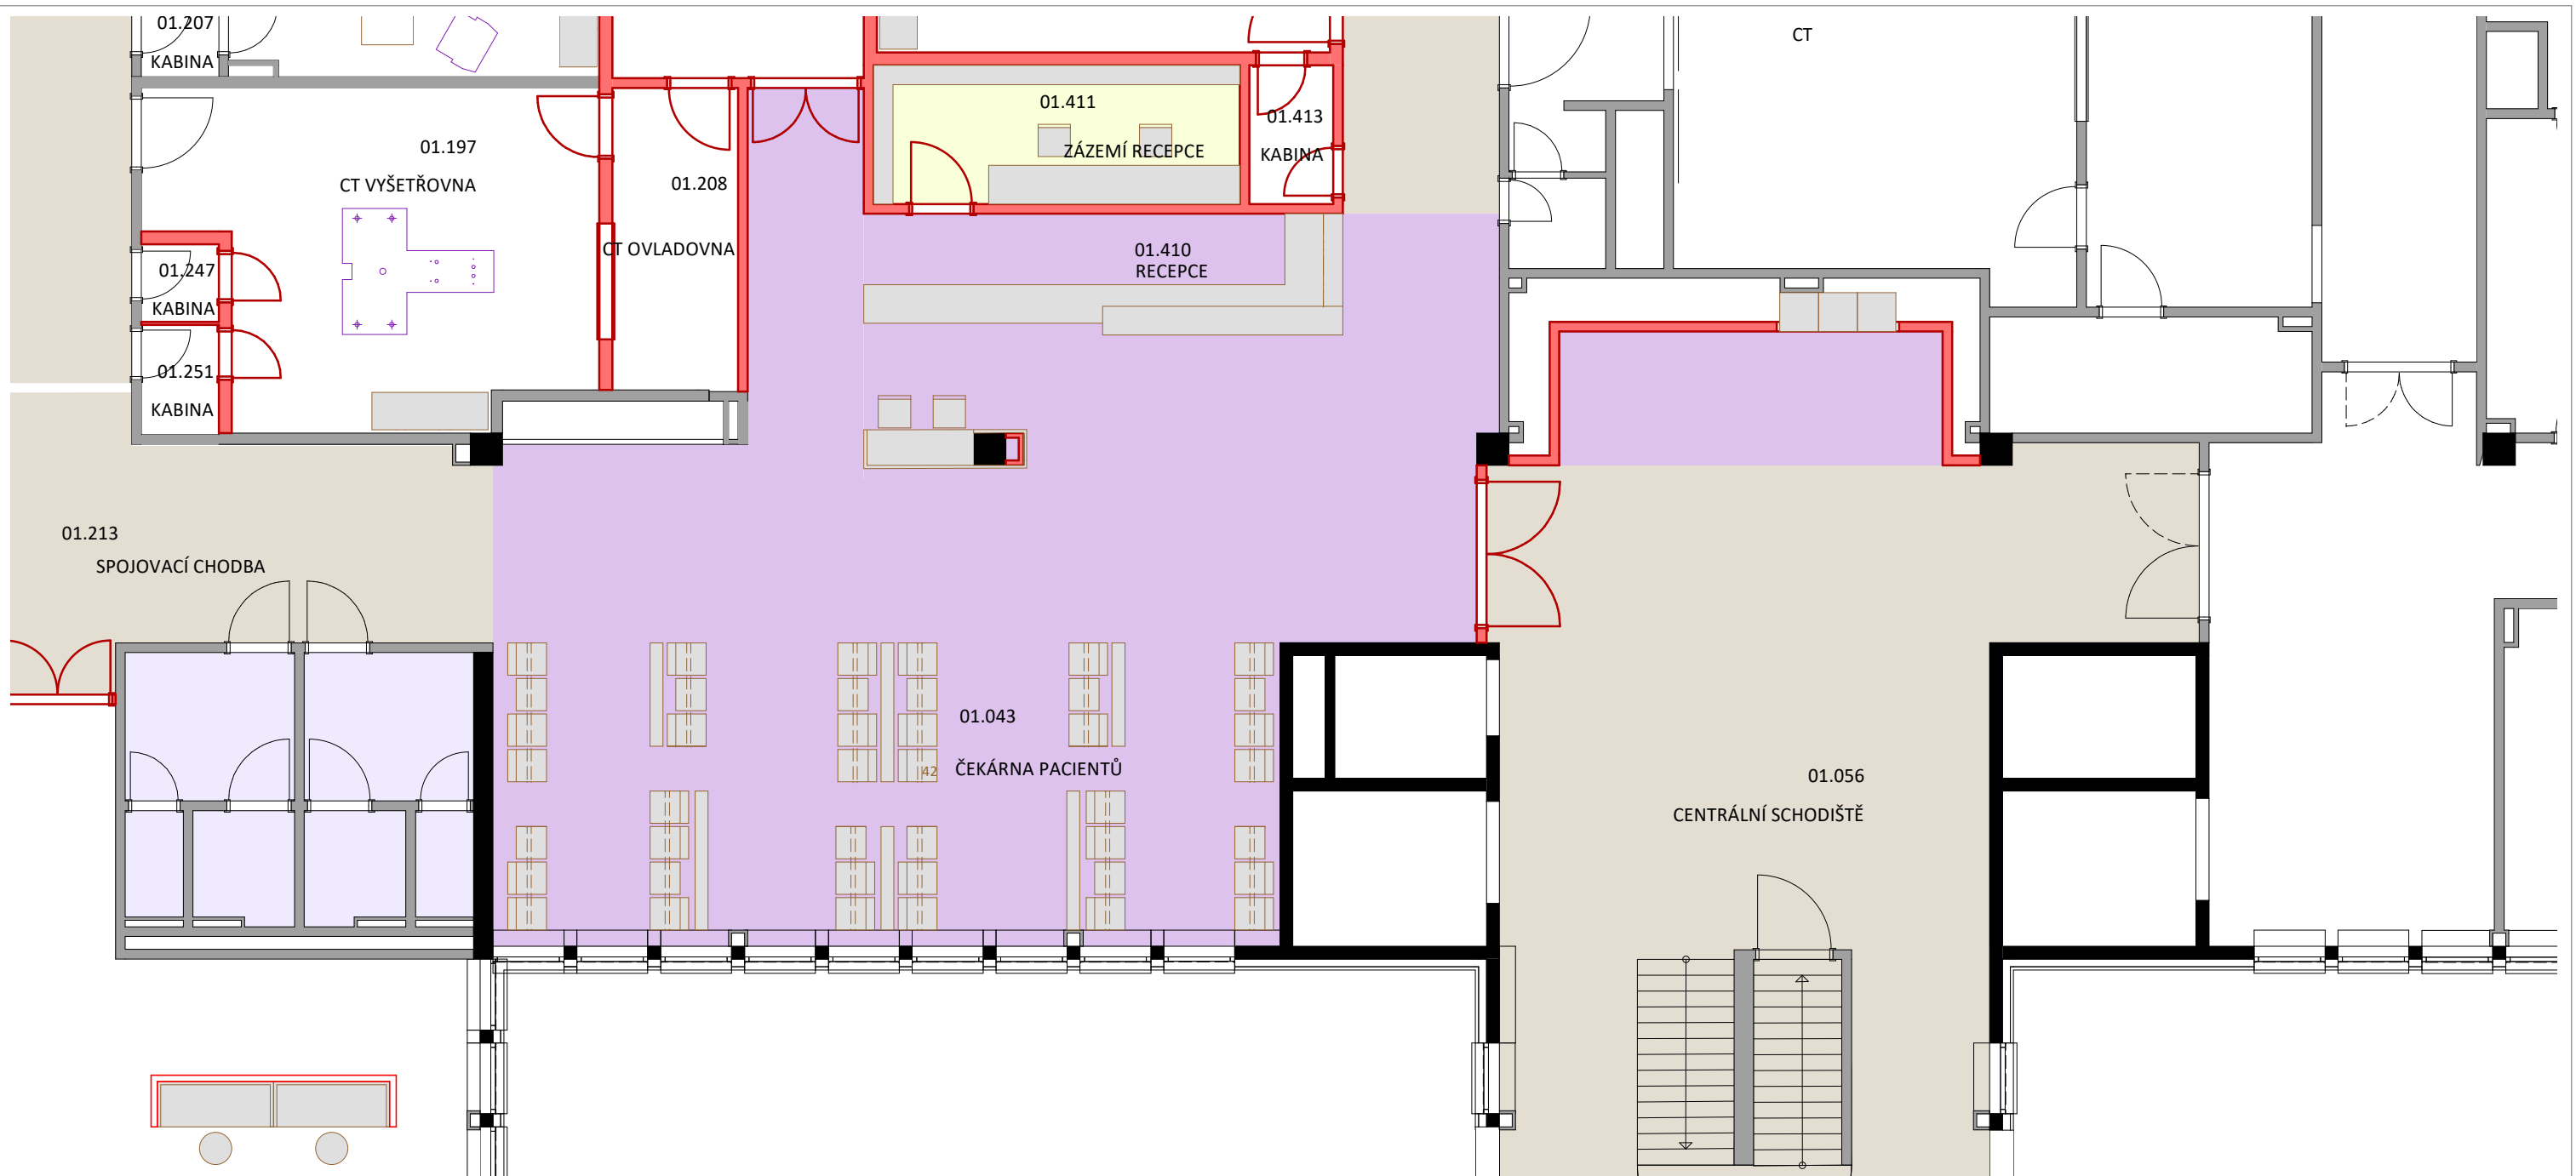 01.207
KABINA
CT
01.197
CT VYŠETŘOVNA
01.208
CT OVLADOVNA
01.411
ZÁZEMÍ RECEPCE
01.413
KABINA
01.410
RECEPCE
01.247
KABINA
01.251
KABINA
01.213
SPOJOVACÍ CHODBA
01.043
ČEKÁRNA PACIENTŮ
42
01.056
CENTRÁLNÍ SCHODIŠTĚ